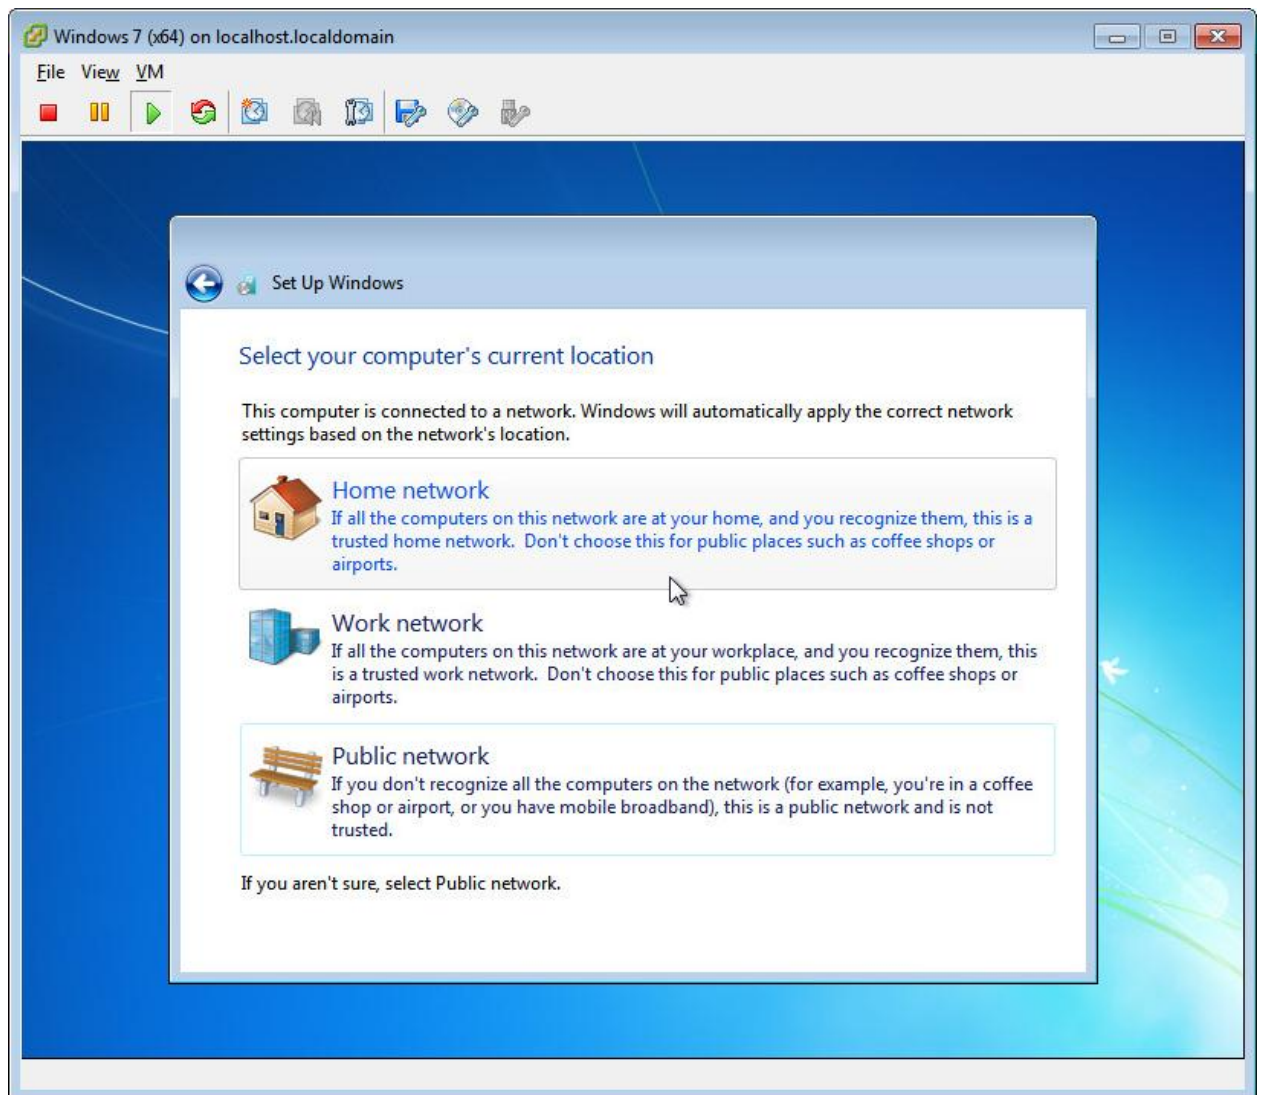 Windows 7 (x64) on localhost.localdomain
File View VM
Set Up Windows
Select your computer's current location
This computer is connected to a network. Windows will automatically apply the correct network
settings based on the network's location.
Home network
If all the computers on this network are at your home, and you recognize them, this is a
trusted home network.  Don't choose this for public places such as coffee shops or
airports.
Work network
If all the computers on this network are at your workplace, and you recognize them, this
is a trusted work network.  Don't choose this for public places such as coffee shops or
airports.
Public network
If you don't recognize all the computers on the network (for example, you're in a coffee
shop or airport, or you have mobile broadband), this is a public network and is not
trusted.
If you aren't sure, select Public network.